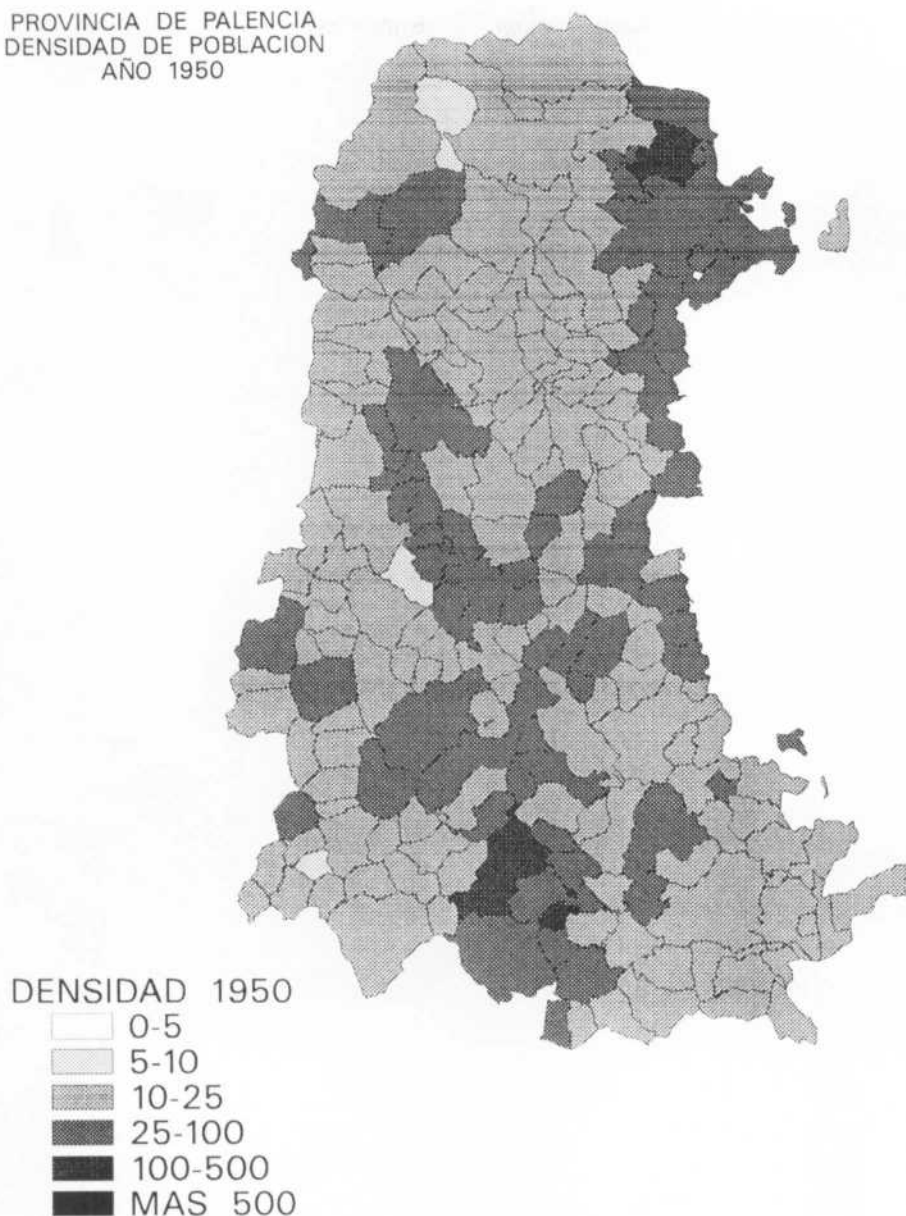 PROVINCIA DE PALENCIA
DENSIDAD DE POBLACION
AÑO 1950
DENSIDAD 1950
0-5
5-10
10-25
25-100
100-500
MAS 500